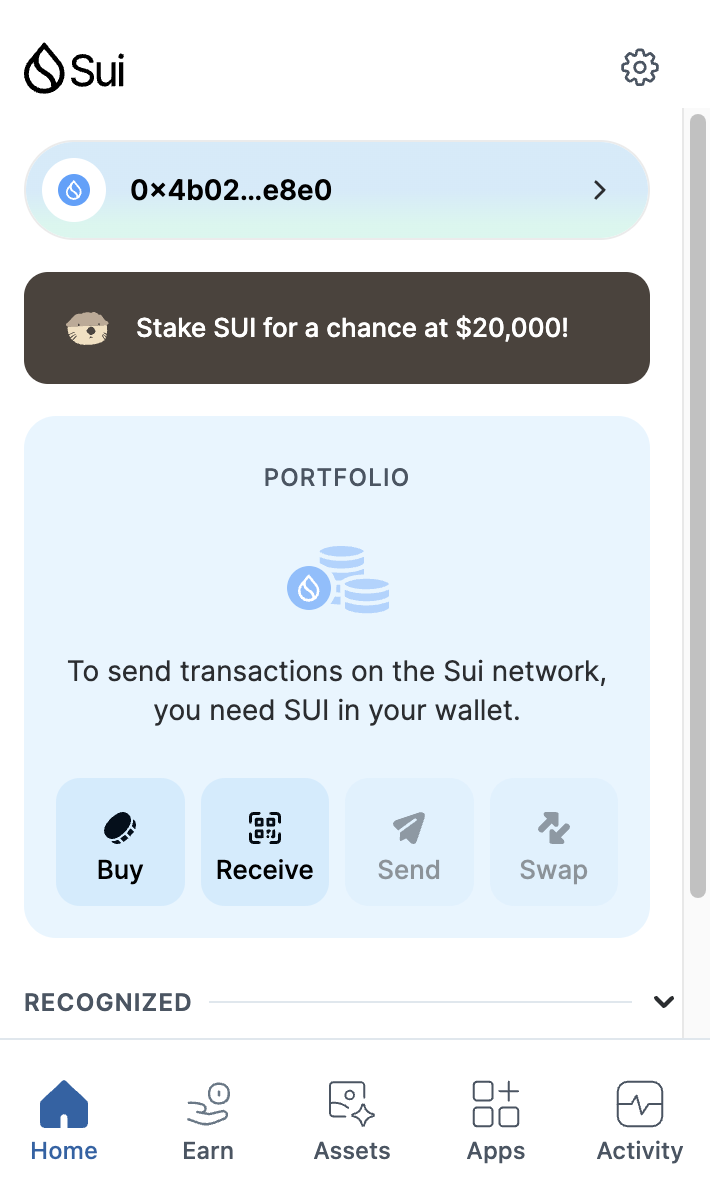 Sui
0×4b02…e8e0
Stake SUI for a chance at $20,000!
PORTFOLIO
To send transactions on the Sui network,
you need SUI in your wallet.
Buy
Receive
Send
Swap
RECOGNIZED
Home
Earn
Assets
Apps
Activity